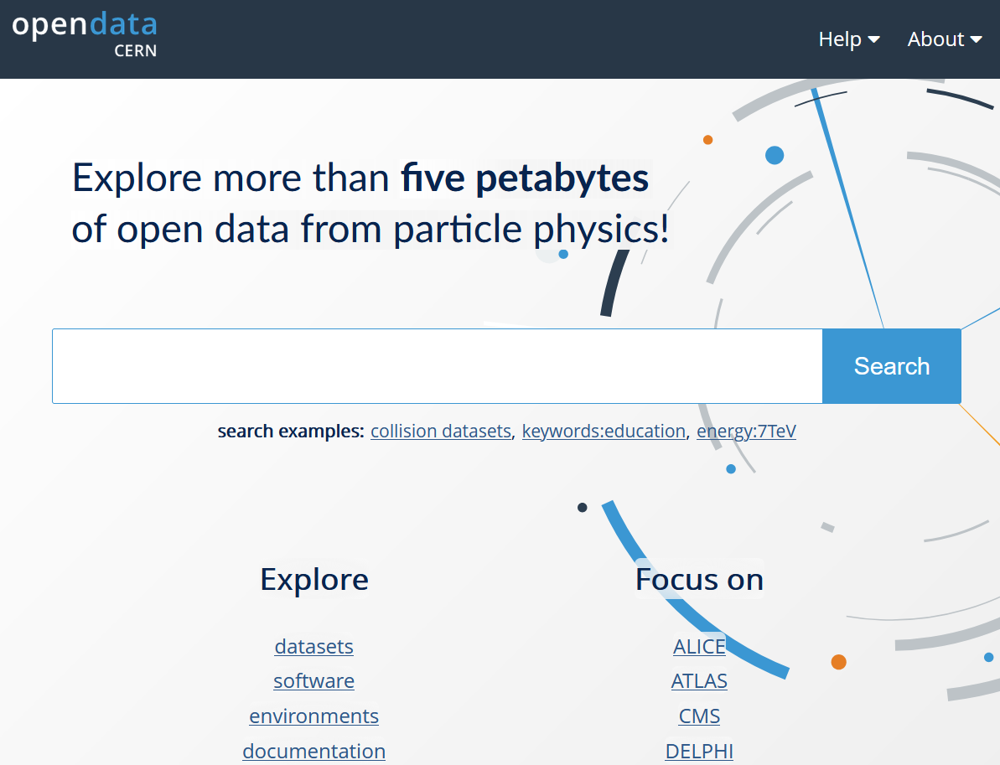 opendata
CERN
Help
About
Explore more than five petabytes
of open data from particle physics!
Search
search examples: collision datasets, keywords:education, energy:7TeV
Explore
datasets
software
environments
documentation
Focus on
ALICE
ATLAS
CMS
DELPHI